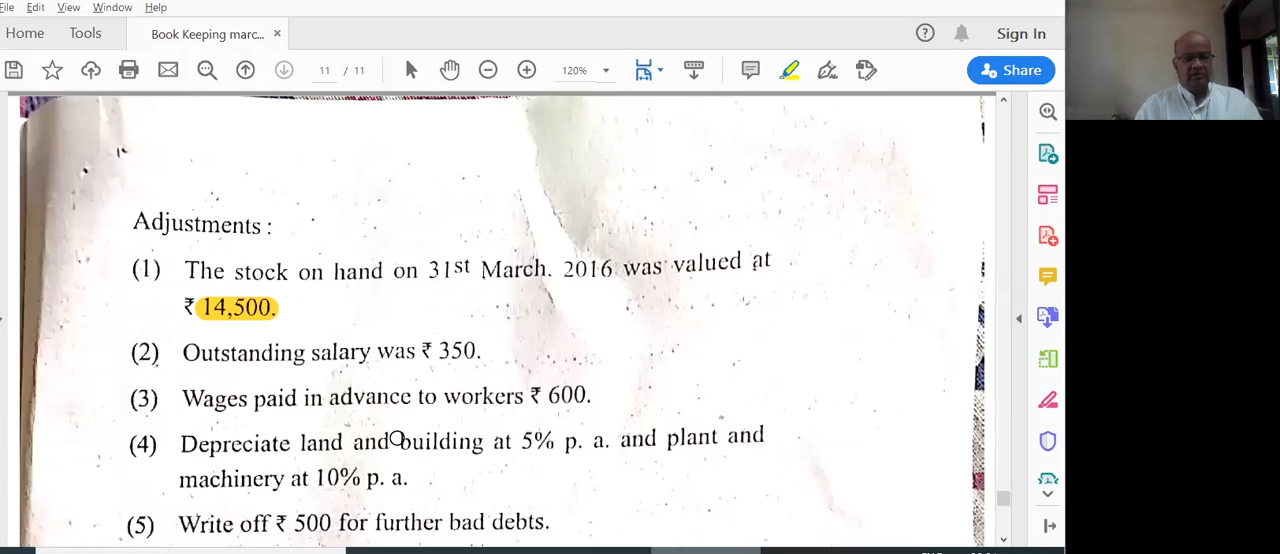 File Edit View Window Help
Home Tools Book Keeping marc... × Sign In
11 / 11 120% Share
Adjustments :
(1) The stock on hand on 31st March. 2016 was valued at
₹ 14,500.
(2) Outstanding salary was ₹ 350.
(3) Wages paid in advance to workers ₹ 600.
(4) Depreciate land and building at 5% p. a. and plant and
machinery at 10% p. a.
(5) Write off ₹ 500 for further bad debts.